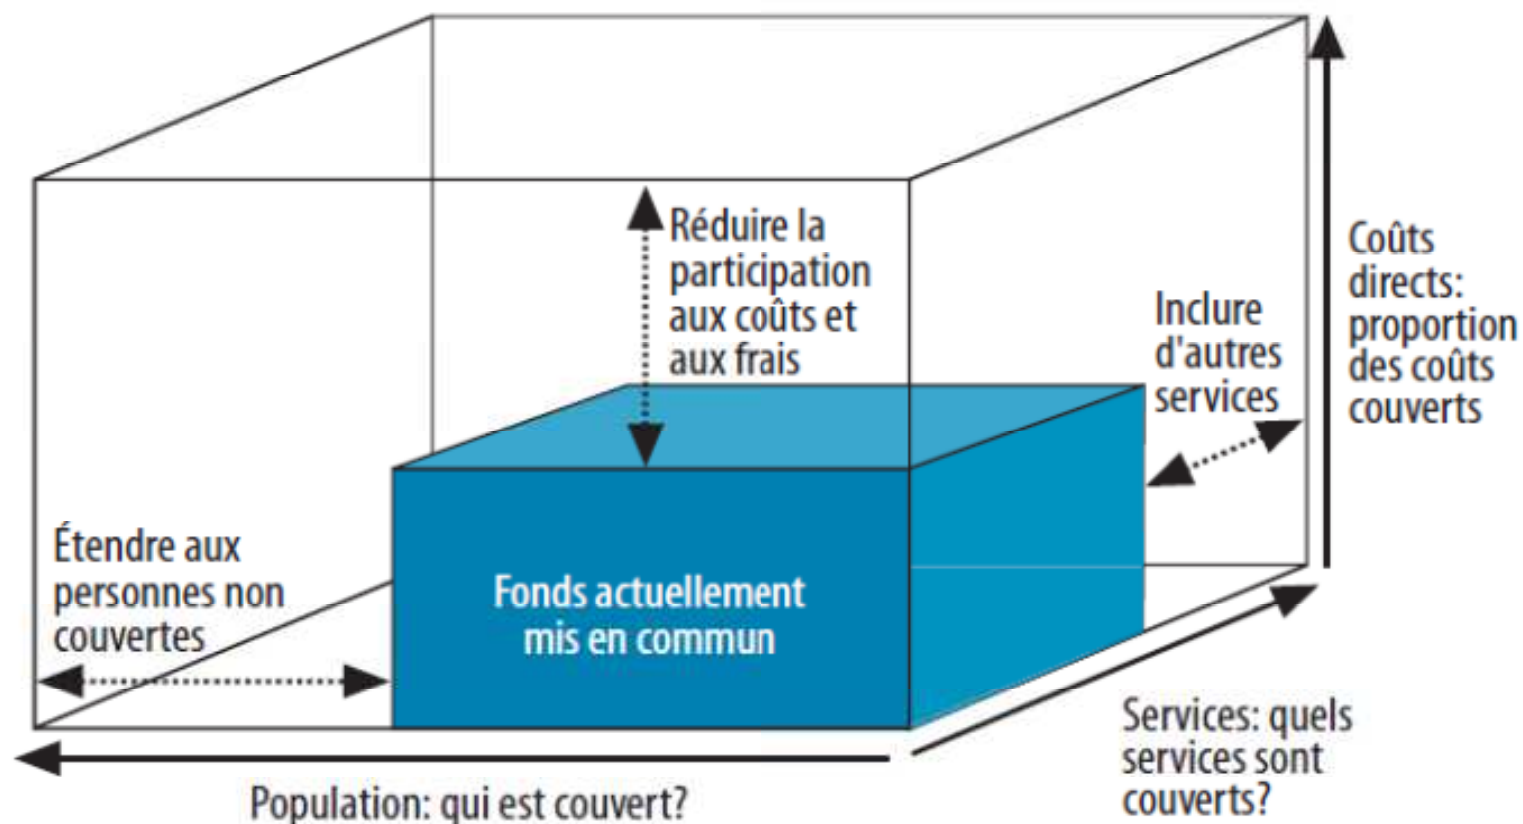 Réduire la
participation
aux coûts et
aux frais
Coûts
directs:
proportion
des coûts
couverts
Inclure
d'autres
services
Étendre aux
personnes non
couvertes
Fonds actuellement
mis en commun
Services: quels
services sont
couverts?
Population: qui est couvert?